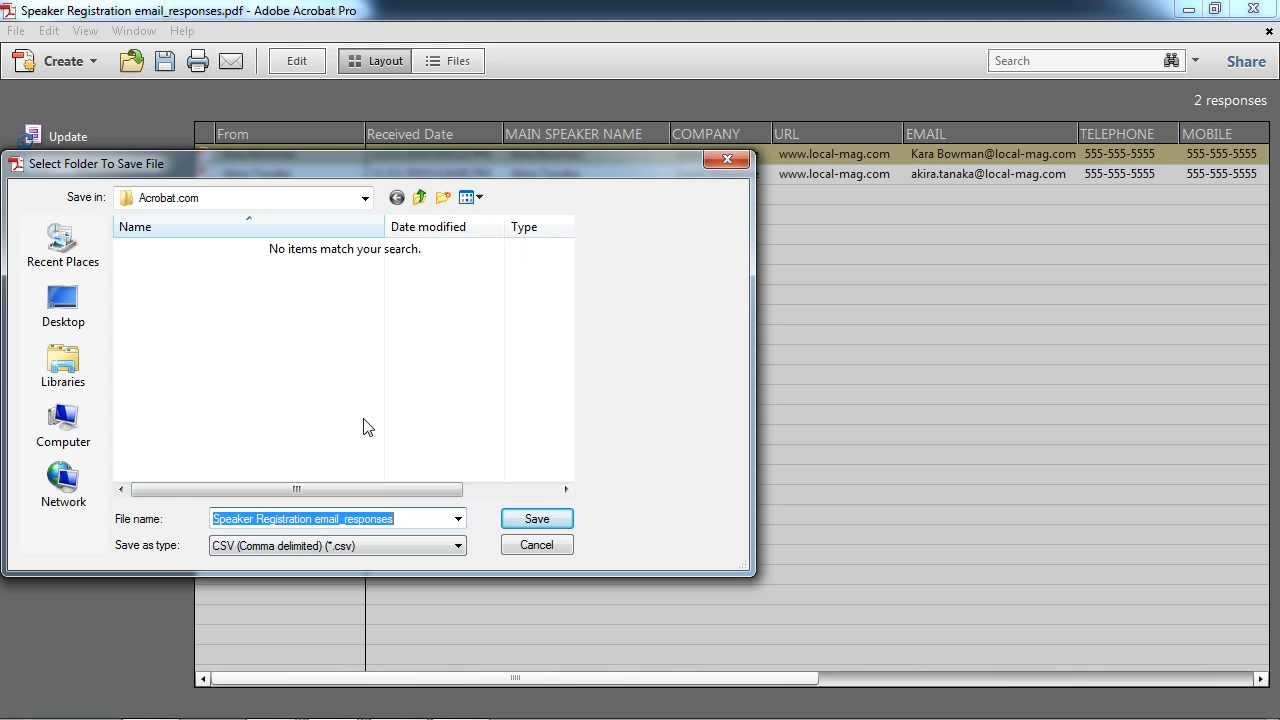 Speaker Registration email_responses.pdf - Adobe Acrobat Pro
File Edit View Window Help
Create Edit Layout Files Search Share
2 responses
Update
From Received Date MAIN SPEAKER NAME COMPANY URL EMAIL TELEPHONE MOBILE
www.local-mag.com Kara Bowman@local-mag.com 555-555-5555 555-555-5555
www.local-mag.com akira.tanaka@local-mag.com 555-555-5555 555-555-5555
Select Folder To Save File
Save in: Acrobat.com
Name Date modified Type
No items match your search.
Recent Places
Desktop
Libraries
Computer
Network
File name: Speaker Registration email_responses Save
Save as type: CSV (Comma delimited) (*.csv) Cancel